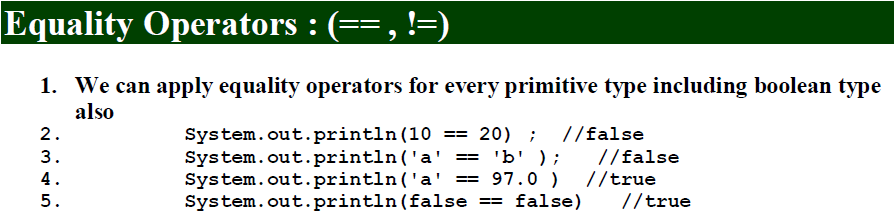 Equality Operators : (== , !=)
1. We can apply equality operators for every primitive type including boolean type
also
2. System.out.println(10 == 20) ; //false
3. System.out.println('a' == 'b' ); //false
4. System.out.println('a' == 97.0 ) //true
5. System.out.println(false == false) //true